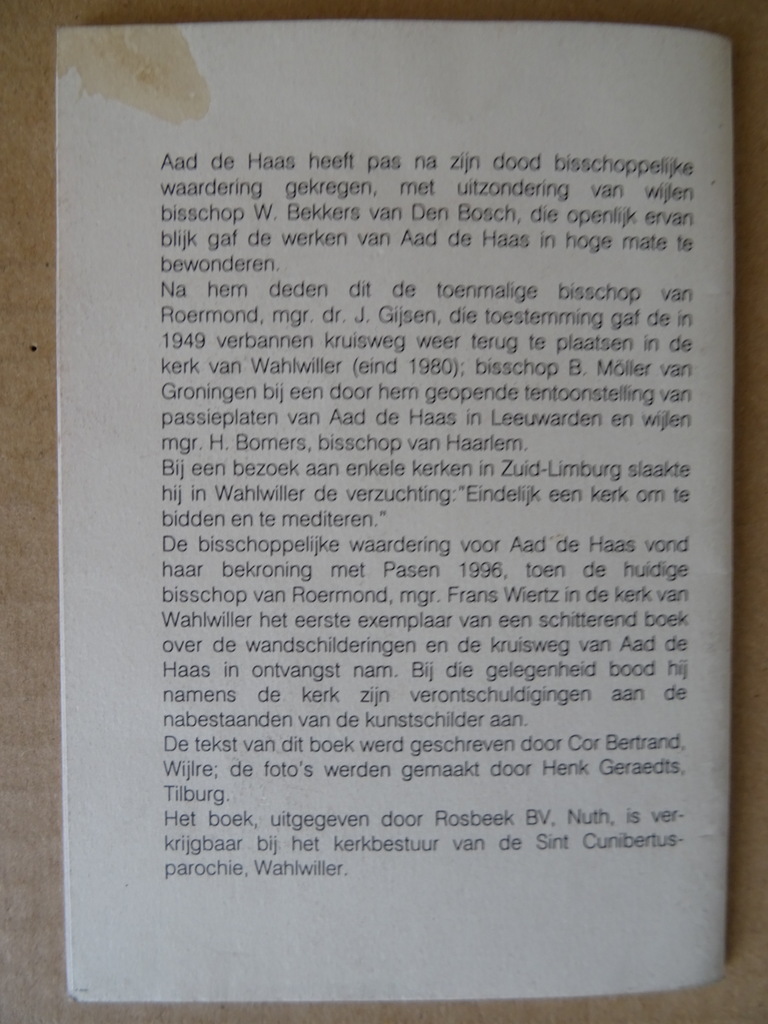 Aad de Haas heeft pas na zijn dood bisschoppelijke
waardering gekregen, met uitzondering van wijlen
bisschop W. Bekkers van Den Bosch, die openlijk ervan
blijk gaf de werken van Aad de Haas in hoge mate te
bewonderen.
Na hem deden dit de toenmalige bisschop van
Roermond, mgr. dr. J. Gijsen, die toestemming gaf de in
1949 verbannen kruisweg weer terug te plaatsen in de
kerk van Wahlwiller (eind 1980); bisschop B. Möller van
Groningen bij een door hem geopende tentoonstelling van
passieplaten van Aad de Haas in Leeuwarden en wijlen
mgr. H. Bomers, bisschop van Haarlem.
Bij een bezoek aan enkele kerken in Zuid-Limburg slaakte
hij in Wahlwiller de verzuchting:"Eindelijk een kerk om te
bidden en te mediteren."
De bisschoppelijke waardering voor Aad de Haas vond
haar bekroning met Pasen 1996, toen de huidige
bisschop van Roermond, mgr. Frans Wiertz in de kerk van
Wahlwiller het eerste exemplaar van een schitterend boek
over de wandschilderingen en de kruisweg van Aad de
Haas in ontvangst nam. Bij die gelegenheid bood hij
namens de kerk zijn verontschuldigingen aan de
nabestaanden van de kunstschilder aan.
De tekst van dit boek werd geschreven door Cor Bertrand,
Wijlre; de foto's werden gemaakt door Henk Geraedts,
Tilburg.
Het boek, uitgegeven door Rosbeek BV, Nuth, is ver-
krijgbaar bij het kerkbestuur van de Sint Cunibertus-
parochie, Wahlwiller.